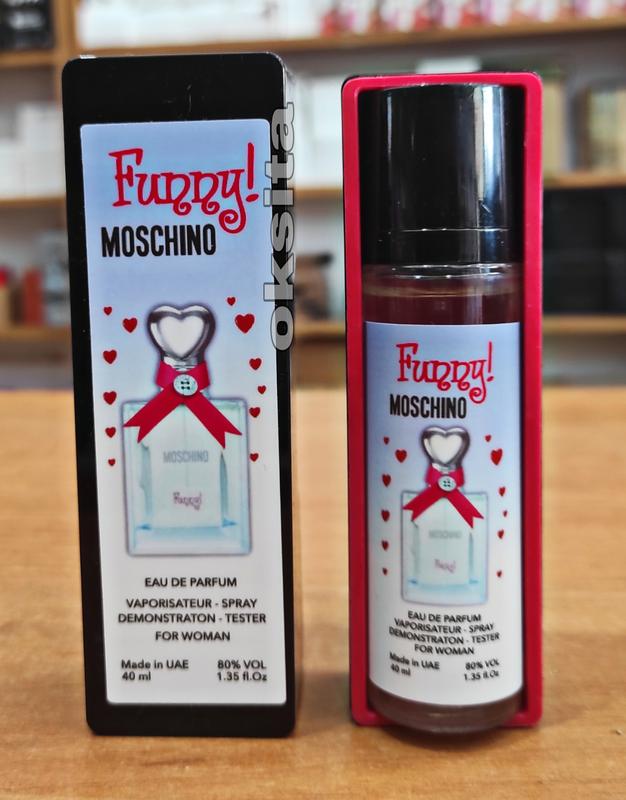 Funny!
MOSCHINO
MOSCHINO
Funny!
EAU DE PARFUM
VAPORISATEUR - SPRAY
DEMONSTRATON - TESTER
FOR WOMAN
Made in UAE 80% VOL
40 ml 1.35 fl.Oz
oksita
Funny!
MOSCHINO
MOSCHINO
Funny!
EAU DE PARFUM
VAPORISATEUR - SPRAY
DEMONSTRATON - TESTER
FOR WOMAN
Made in UAE 80% VOL
40 ml 1.35 fl.Oz